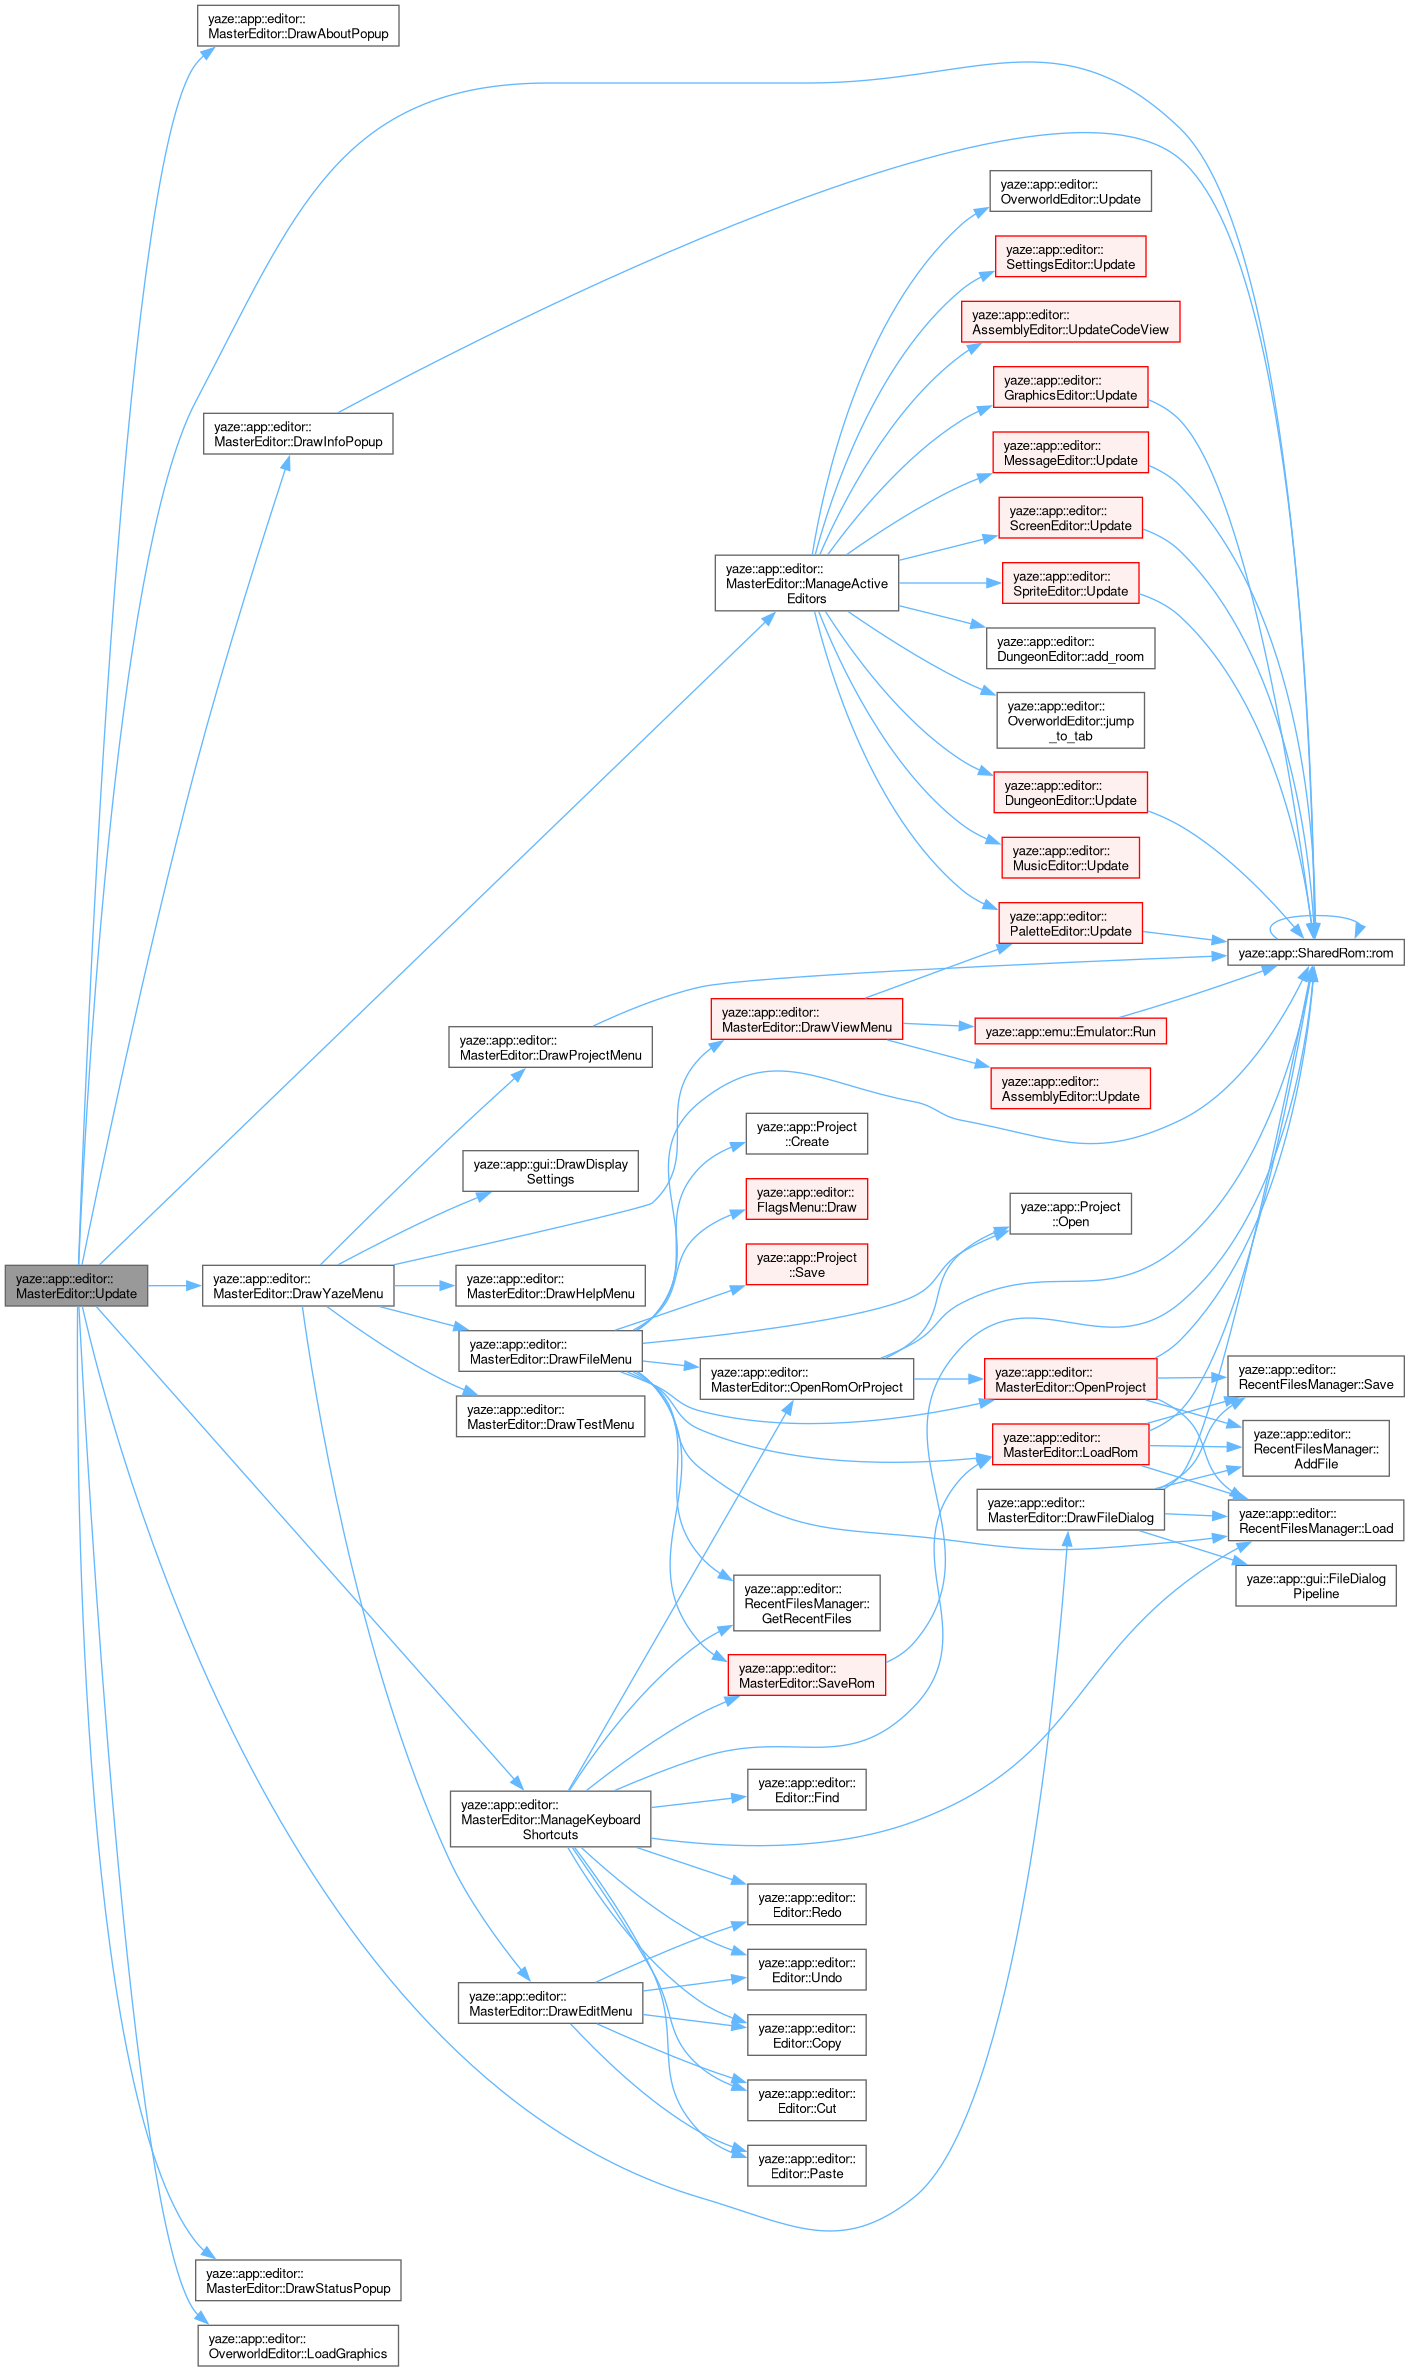 yaze::app::editor::
MasterEditor::DrawAboutPopup
yaze::app::editor::
OverworldEditor::Update
yaze::app::editor::
SettingsEditor::Update
yaze::app::editor::
AssemblyEditor::UpdateCodeView
yaze::app::editor::
GraphicsEditor::Update
yaze::app::editor::
MasterEditor::DrawInfoPopup
yaze::app::editor::
MessageEditor::Update
yaze::app::editor::
ScreenEditor::Update
yaze::app::editor::
MasterEditor::ManageActive
Editors
yaze::app::editor::
SpriteEditor::Update
yaze::app::editor::
DungeonEditor::add_room
yaze::app::editor::
OverworldEditor::jump
_to_tab
yaze::app::editor::
DungeonEditor::Update
yaze::app::editor::
MusicEditor::Update
yaze::app::editor::
PaletteEditor::Update
yaze::app::SharedRom::rom
yaze::app::editor::
MasterEditor::DrawViewMenu
yaze::app::emu::Emulator::Run
yaze::app::editor::
MasterEditor::DrawProjectMenu
yaze::app::editor::
AssemblyEditor::Update
yaze::app::Project
::Create
yaze::app::gui::DrawDisplay
Settings
yaze::app::editor::
FlagsMenu::Draw
yaze::app::Project
::Open
yaze::app::Project
::Save
yaze::app::editor::
MasterEditor::Update
yaze::app::editor::
MasterEditor::DrawYazeMenu
yaze::app::editor::
MasterEditor::DrawHelpMenu
yaze::app::editor::
MasterEditor::DrawFileMenu
yaze::app::editor::
MasterEditor::OpenRomOrProject
yaze::app::editor::
MasterEditor::OpenProject
yaze::app::editor::
RecentFilesManager::Save
yaze::app::editor::
MasterEditor::DrawTestMenu
yaze::app::editor::
MasterEditor::LoadRom
yaze::app::editor::
RecentFilesManager::
AddFile
yaze::app::editor::
MasterEditor::DrawFileDialog
yaze::app::editor::
RecentFilesManager::Load
yaze::app::gui::FileDialog
Pipeline
yaze::app::editor::
RecentFilesManager::
GetRecentFiles
yaze::app::editor::
MasterEditor::SaveRom
yaze::app::editor::
Editor::Find
yaze::app::editor::
MasterEditor::ManageKeyboard
Shortcuts
yaze::app::editor::
Editor::Redo
yaze::app::editor::
Editor::Undo
yaze::app::editor::
MasterEditor::DrawEditMenu
yaze::app::editor::
Editor::Copy
yaze::app::editor::
Editor::Cut
yaze::app::editor::
Editor::Paste
yaze::app::editor::
MasterEditor::DrawStatusPopup
yaze::app::editor::
OverworldEditor::LoadGraphics